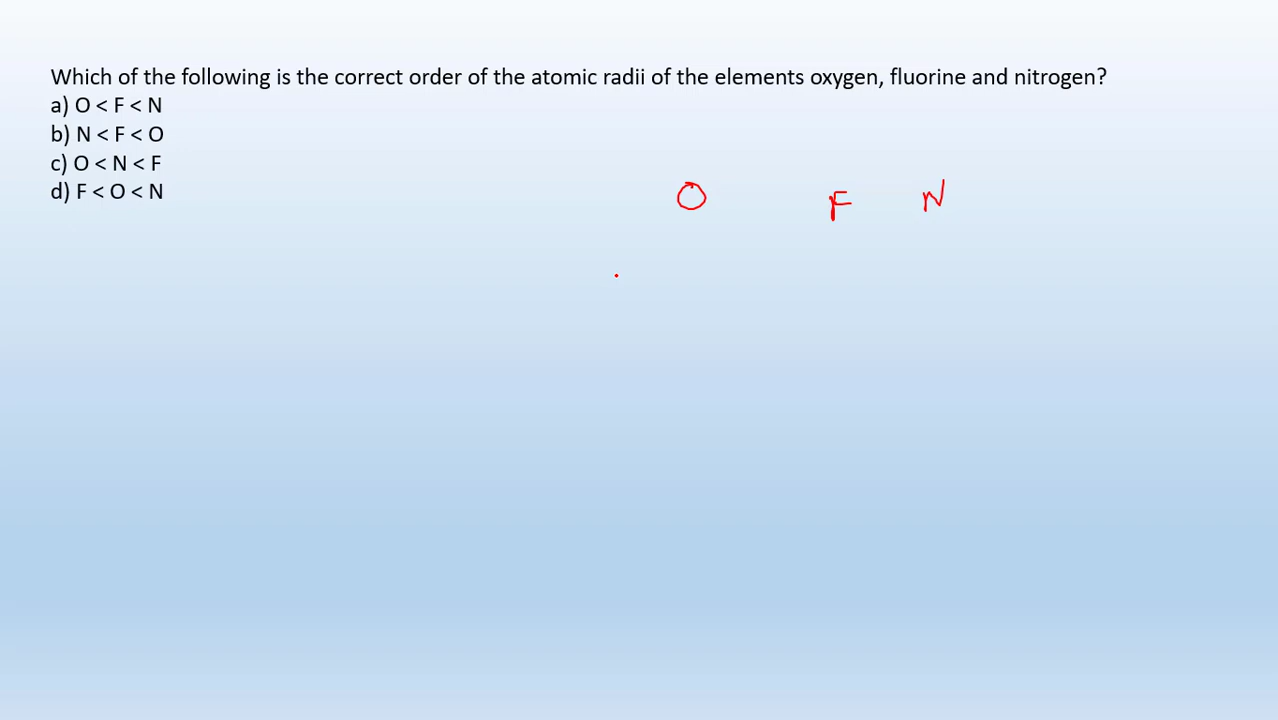 Which of the following is the correct order of the atomic radii of the elements oxygen, fluorine and nitrogen?
a) O < F < N
b) N < F < O
c) O < N < F
d) F < O < N
O F N